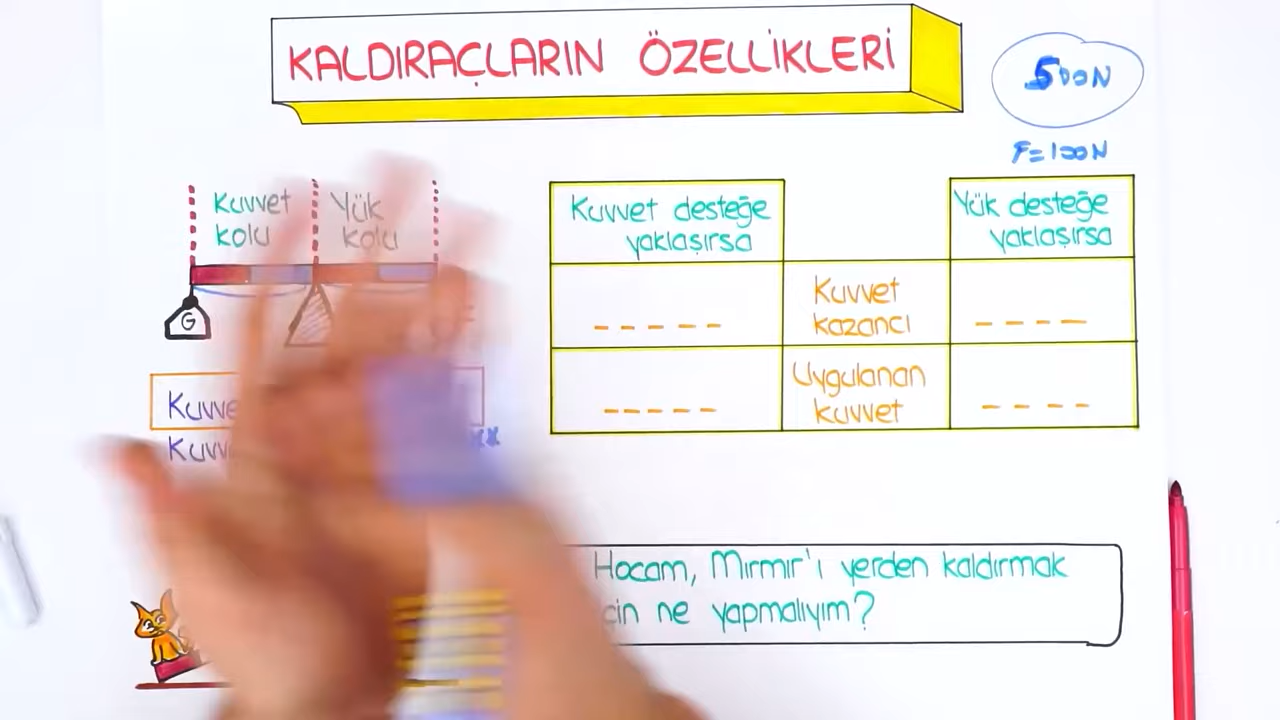 KALDIRAÇLARIN ÖZELLİKLERİ
500N
F=100N
Kuvvet
kolu
Yük
kolu
G
Kuvvet desteğe
yaklaşırsa
Yük desteğe
yaklaşırsa
Kuvvet
kazancı
Uygulanan
kuvvet
Hocam, Mırmır'ı yerden kaldırmak
ne yapmalıyım?